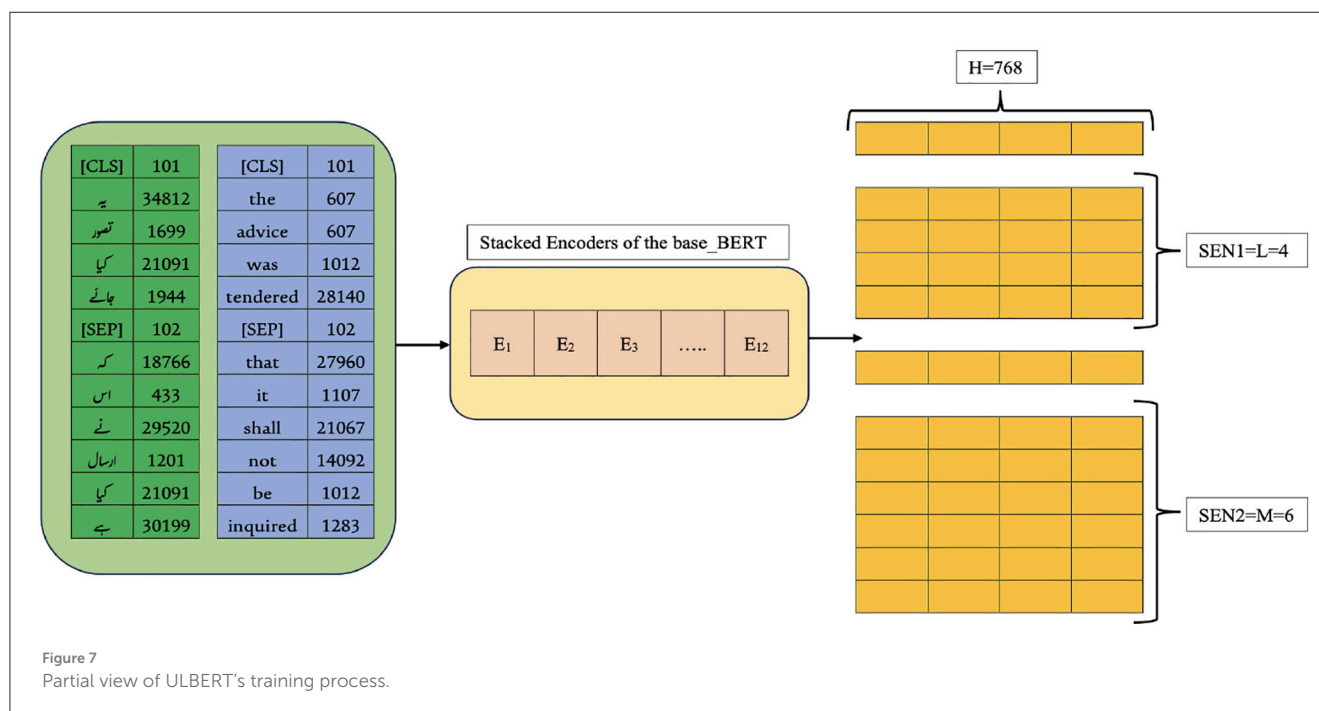 H=768
[CLS] 101 [CLS] 101
یہ 34812 the 607
تصور 1699 advice 607
کیا 21091 was 1012
جائے 1944 tendered 28140
[SEP] 102 [SEP] 102
کہ 18766 that 27960
اس 433 it 1107
نے 29520 shall 21067
ارسال 1201 not 14092
کیا 21091 be 1012
ہے 30199 inquired 1283
Stacked Encoders of the base_BERT
E₁ E₂ E₃ ..... E₁₂
SEN1=L=4
SEN2=M=6
Figure 7
Partial view of ULBERT’s training process.